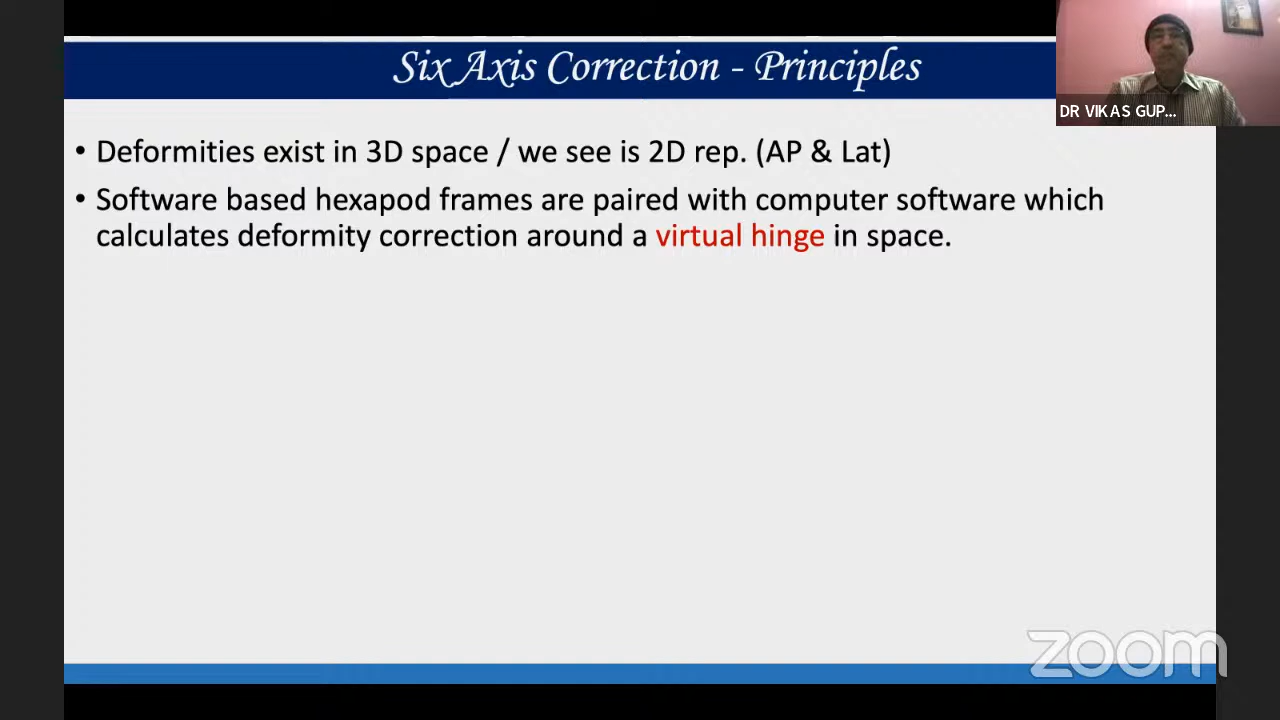 Six Axis Correction - Principles
DR VIKAS GUP...
• Deformities exist in 3D space / we see is 2D rep. (AP & Lat)
• Software based hexapod frames are paired with computer software which
calculates deformity correction around a virtual hinge in space.
zoom